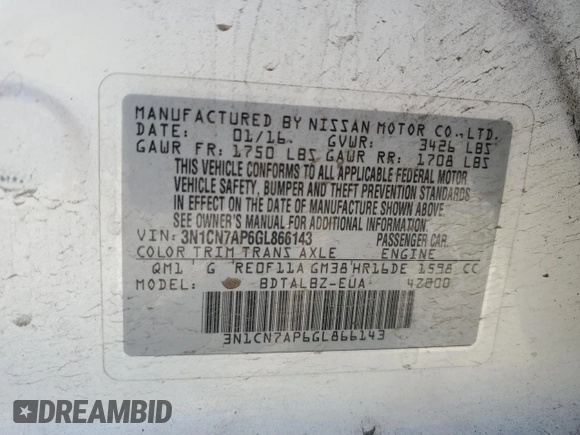 MANUFACTURED BY NISSAN MOTOR CO., LTD.
DATE: 01/16 GVWR: 3426 LBS
GAWR FR: 1750 LBS GAWR RR: 1708 LBS
THIS VEHICLE CONFORMS TO ALL APPLICABLE FEDERAL MOTOR
VEHICLE SAFETY, BUMPER AND THEFT PREVENTION STANDARDS
IN EFFECT ON THE DATE OF MANUFACTURE SHOWN ABOVE.
SEE OWNER'S MANUAL FOR ADDITIONAL INFORMATION
VIN: 3N1CN7AP6GL866143 PASSENGER CAR
COLOR TRIM TRANS AXLE ENGINE
QM1 G RE0F11A GM38 HR16DE 1598 CC
MODEL: BDTALBZ-EUA 42800
3N1CN7AP6GL866143
DREAMBID